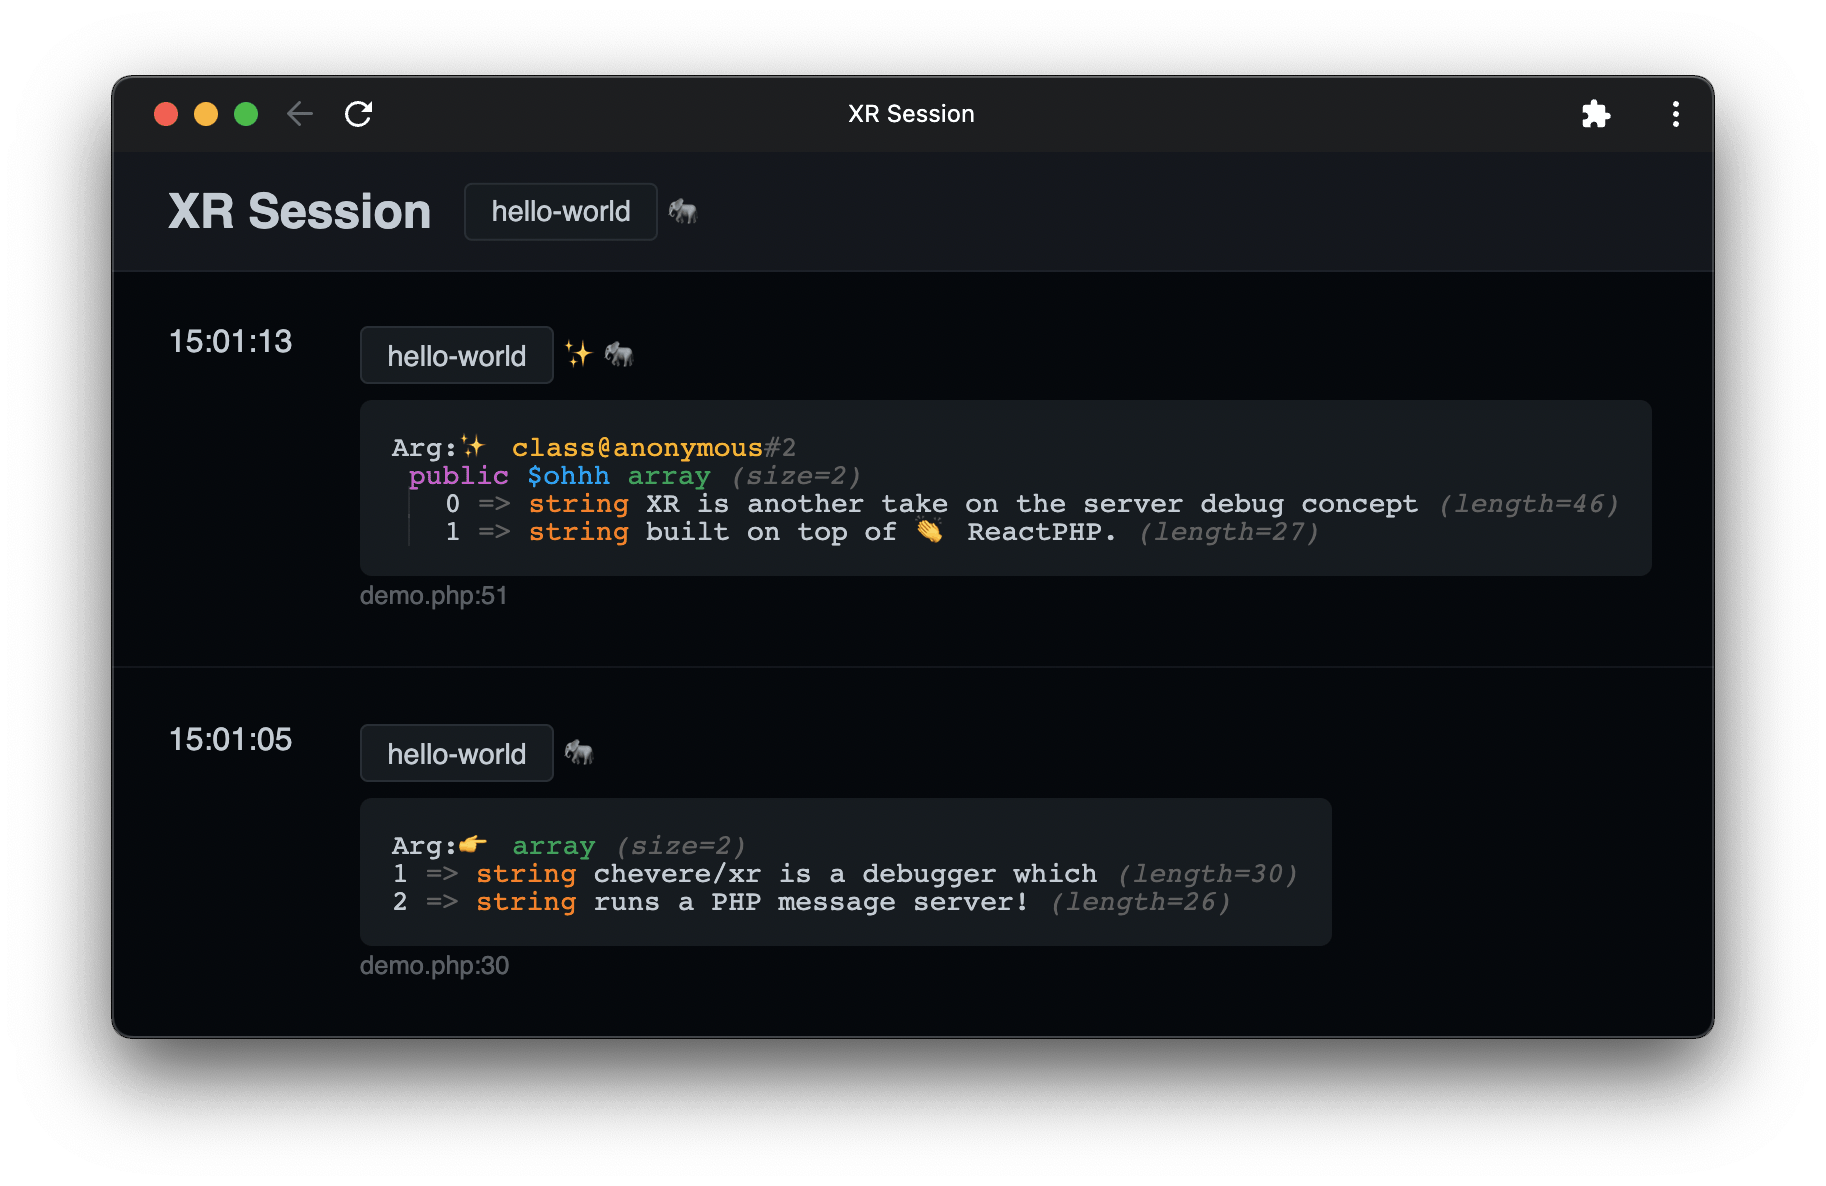 XR Session
XR Session hello-world 🐘
15:01:13 hello-world ✨ 🐘
Arg:✨ class@anonymous#2
public $ohhh array (size=2)
0 => string XR is another take on the server debug concept (length=46)
1 => string built on top of 👏 ReactPHP. (length=27)
demo.php:51
15:01:05 hello-world 🐘
Arg:👉 array (size=2)
1 => string chevere/xr is a debugger which (length=30)
2 => string runs a PHP message server! (length=26)
demo.php:30